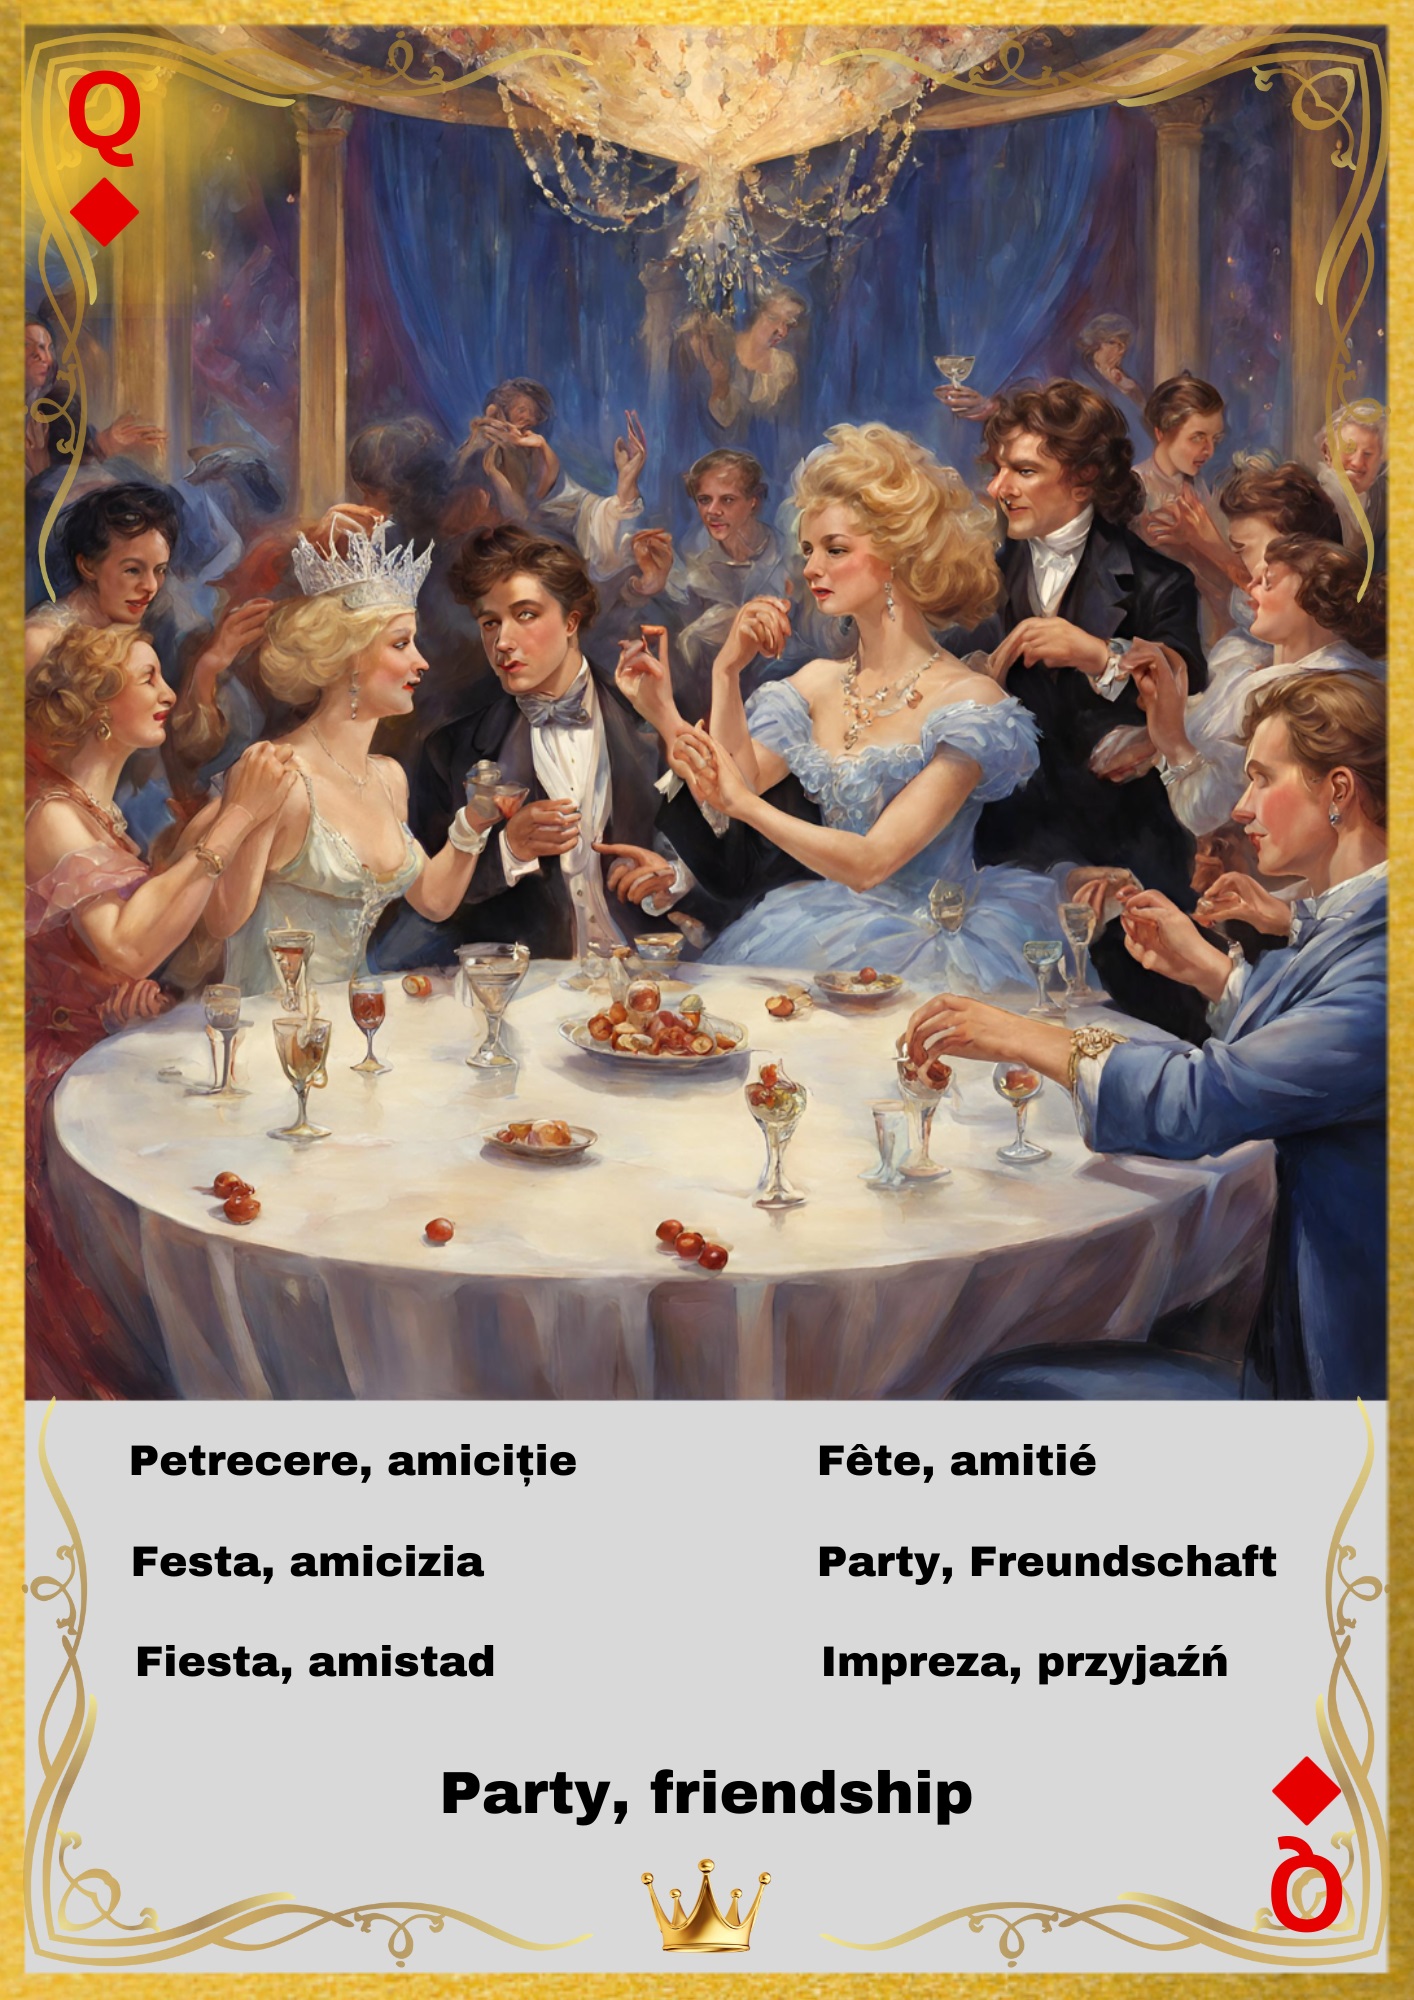 Q
Petrecere, amiciție
Fête, amitié
Festa, amicizia
Party, Freundschaft
Fiesta, amistad
Impreza, przyjaźń
Party, friendship
Q